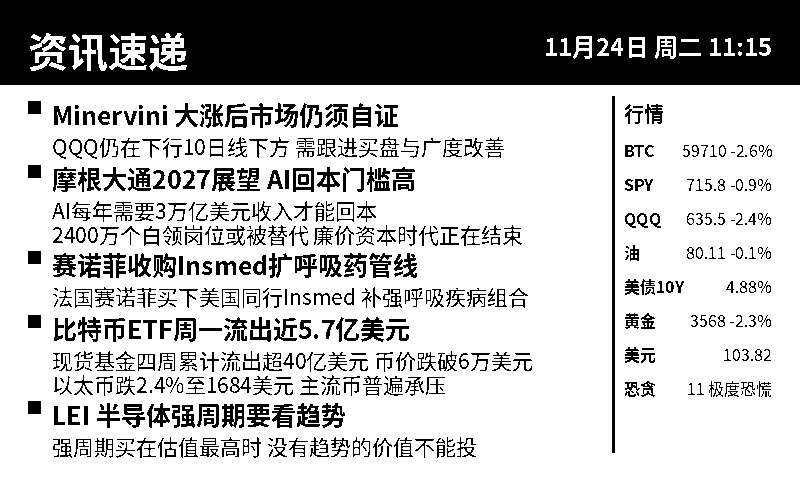 资讯速递
11月24日 周二 11:15
Minervini 大涨后市场仍须自证
QQQ仍在下行10日线下方 需跟进买盘与广度改善
摩根大通2027展望 AI回本门槛高
AI每年需要3万亿美元收入才能回本
2400万个白领岗位或被替代 廉价资本时代正在结束
赛诺菲收购Insmed扩呼吸药管线
法国赛诺菲买下美国同行Insmed 补强呼吸疾病组合
比特币ETF周一流出近5.7亿美元
现货基金四周累计流出超40亿美元 币价跌破6万美元
以太币跌2.4%至1684美元 主流币普遍承压
LEI 半导体强周期要看趋势
强周期买在估值最高时 没有趋势的价值不能投
行情
BTC 59710 -2.6%
SPY 715.8 -0.9%
QQQ 635.5 -2.4%
油 80.11 -0.1%
美债10Y 4.88%
黄金 3568 -2.3%
美元 103.82
恐贪 11 极度恐慌